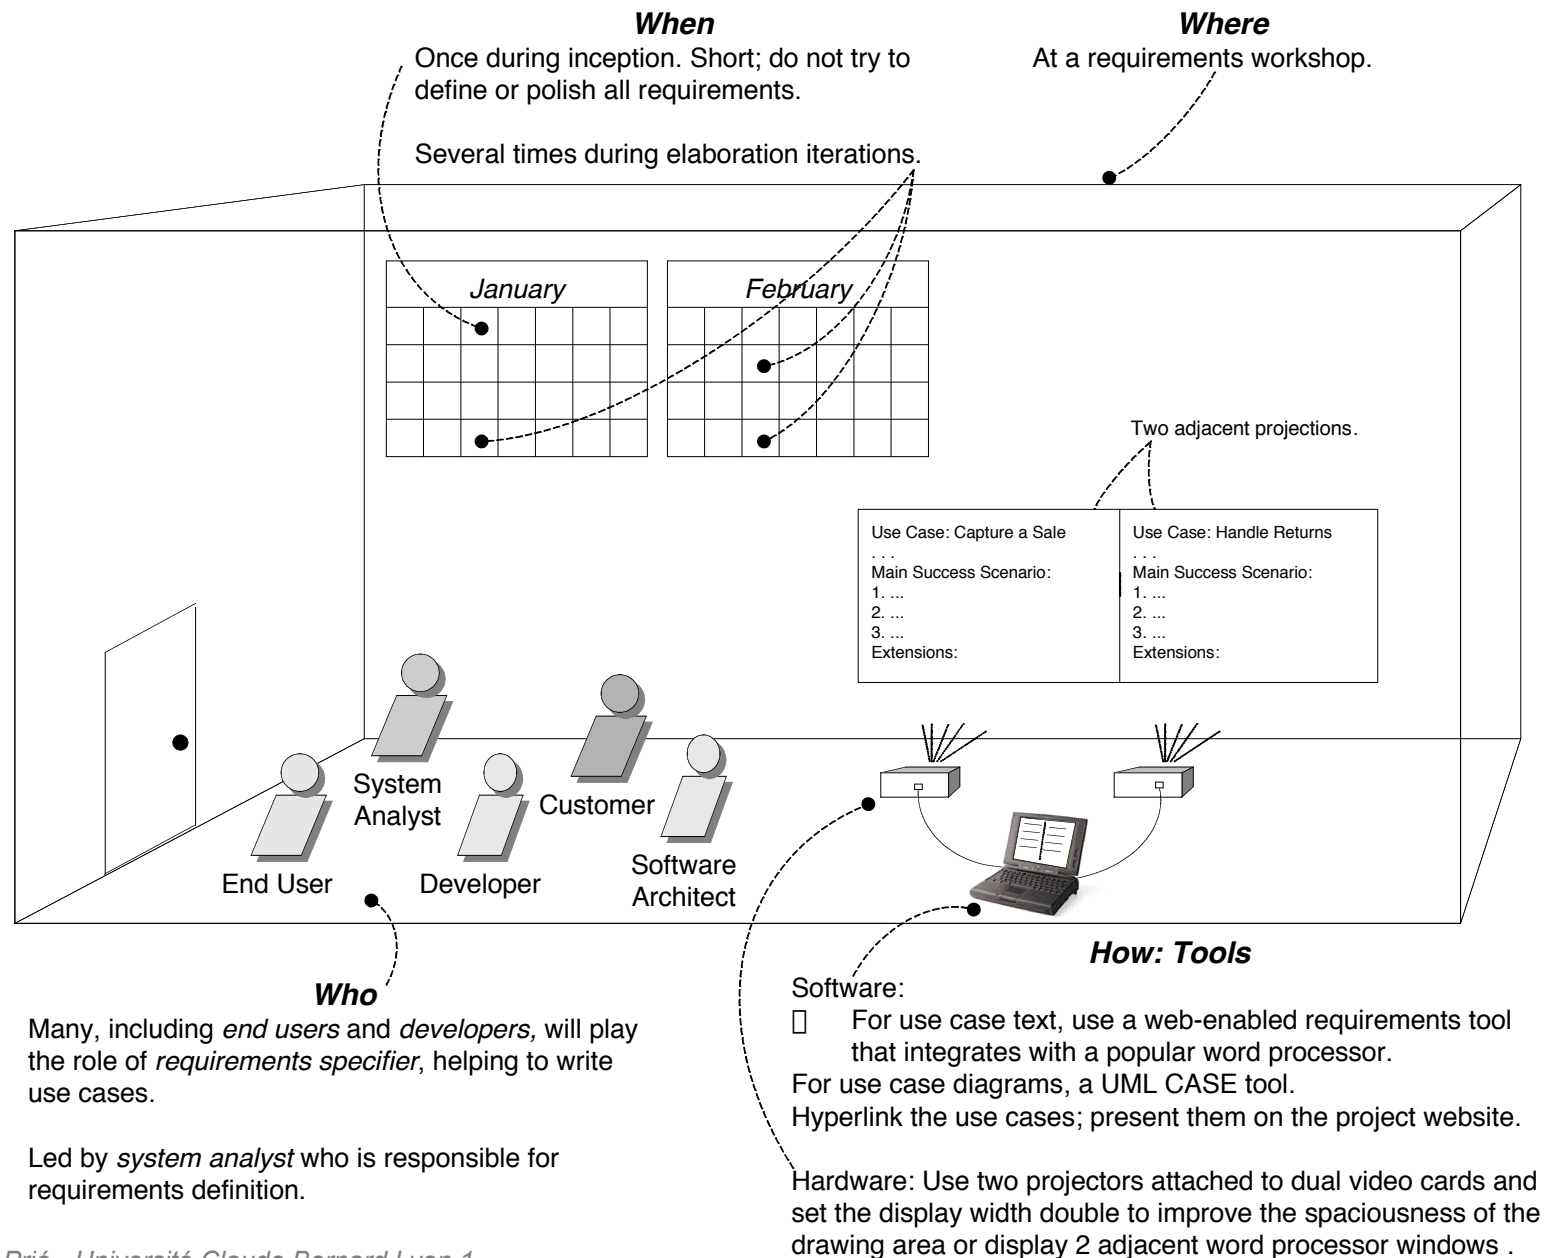 When
Once during inception. Short; do not try to
define or polish all requirements.
Several times during elaboration iterations.
Where
At a requirements workshop.
January
February
Two adjacent projections.
Use Case: Capture a Sale
. . .
Main Success Scenario:
1. ...
2. ...
3. ...
Extensions:
Use Case: Handle Returns
. . .
Main Success Scenario:
1. ...
2. ...
3. ...
Extensions:
System
Analyst
Customer
End User
Developer
Software
Architect
Who
Many, including end users and developers, will play
the role of requirements specifier, helping to write
use cases.
Led by system analyst who is responsible for
requirements definition.
How: Tools
Software:
For use case text, use a web-enabled requirements tool
that integrates with a popular word processor.
For use case diagrams, a UML CASE tool.
Hyperlink the use cases; present them on the project website.
Hardware: Use two projectors attached to dual video cards and
set the display width double to improve the spaciousness of the
drawing area or display 2 adjacent word processor windows .
Prié - Université Claude Bernard Lyon 1